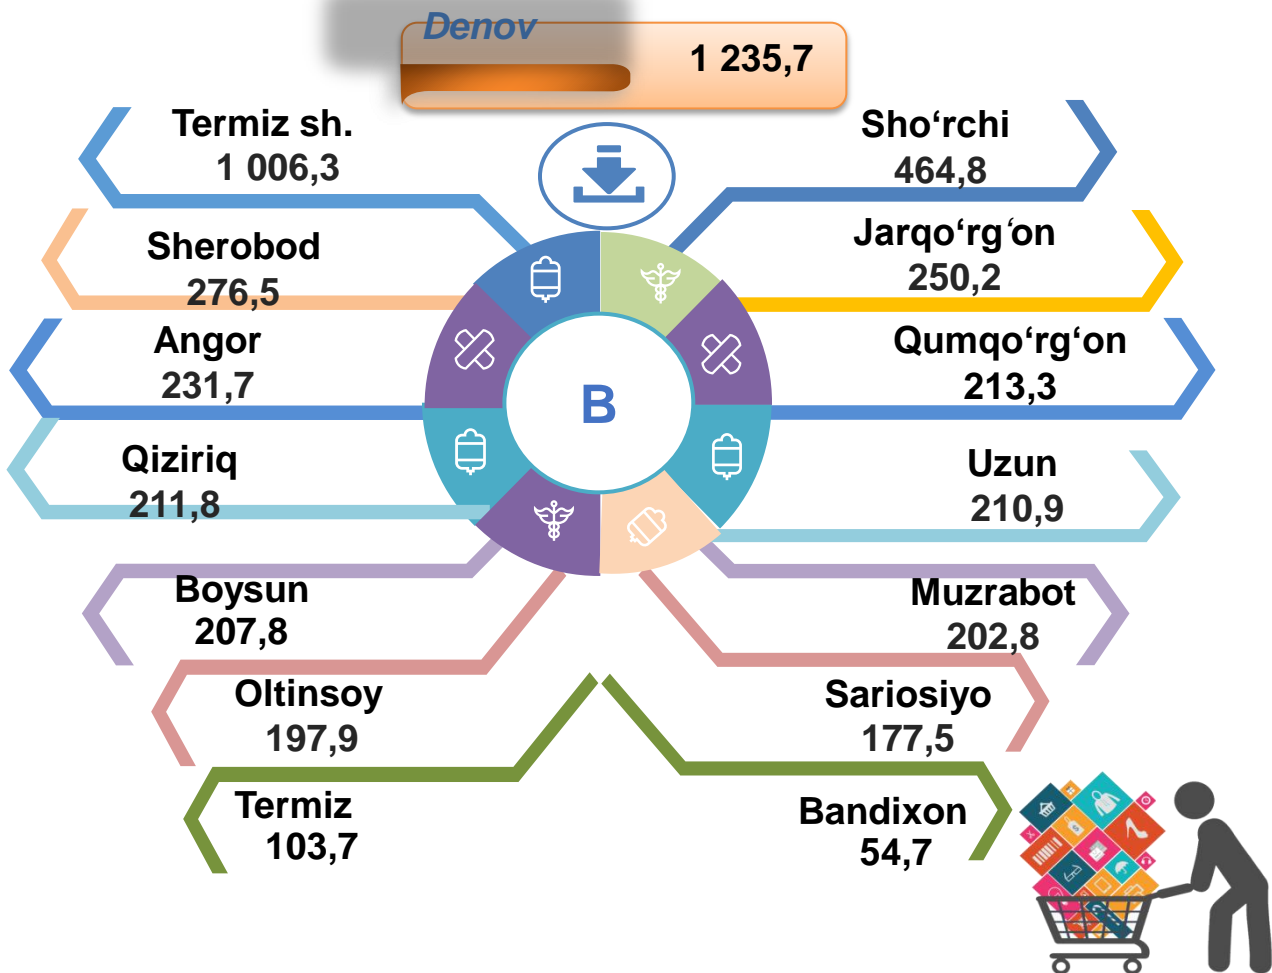 Denov
1 235,7
Termiz sh.
1 006,3
Sho‘rchi
464,8
Sherobod
276,5
Jarqo‘rg‘on
250,2
Angor
231,7
Qumqo‘rg‘on
213,3
B
Qiziriq
211,8
Uzun
210,9
Boysun
207,8
Muzrabot
202,8
Oltinsoy
197,9
Sariosiyo
177,5
Termiz
103,7
Bandixon
54,7